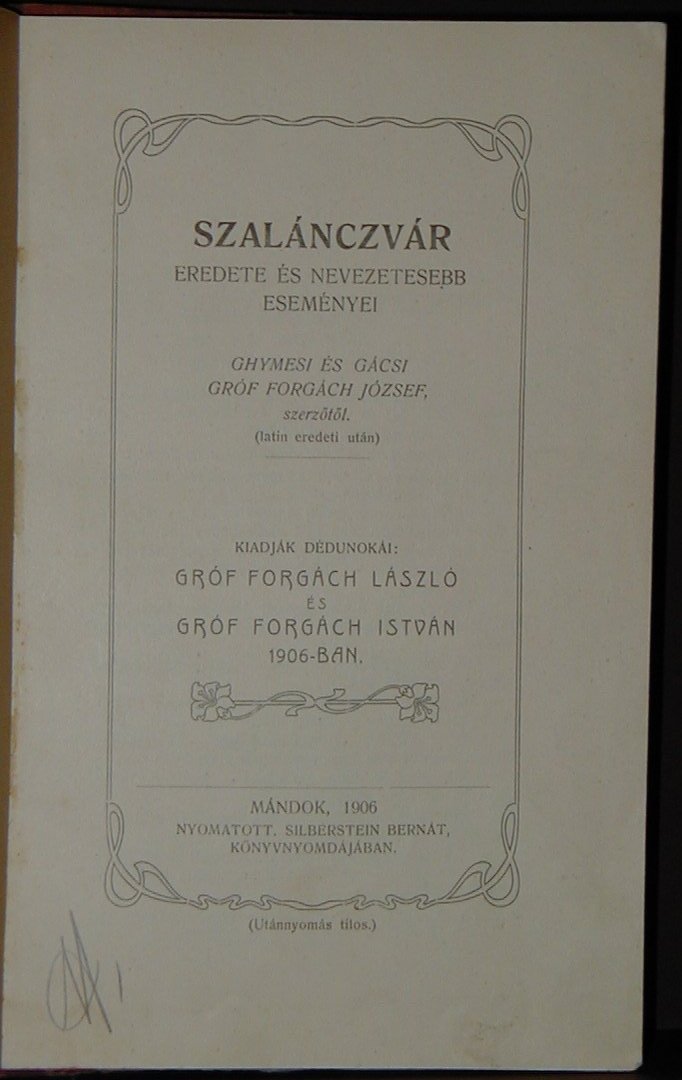 SZALÁNCZVÁR
EREDETE ÉS NEVEZETESEBB
ESEMÉNYEI
GHYMESI ÉS GÁCSI
GRÓF FORGÁCH JÓZSEF,
szerzőtől.
(latin eredeti után)
KIADJÁK DÉDUNOKÁI:
GRÓF FORGÁCH LÁSZLÓ
ÉS
GRÓF FORGÁCH ISTVÁN
1906-BAN.
MÁNDOK, 1906
NYOMATOTT. SILBERSTEIN BERNÁT,
KÖNYVNYOMDÁJÁBAN.
(Utánnyomás tilos.)